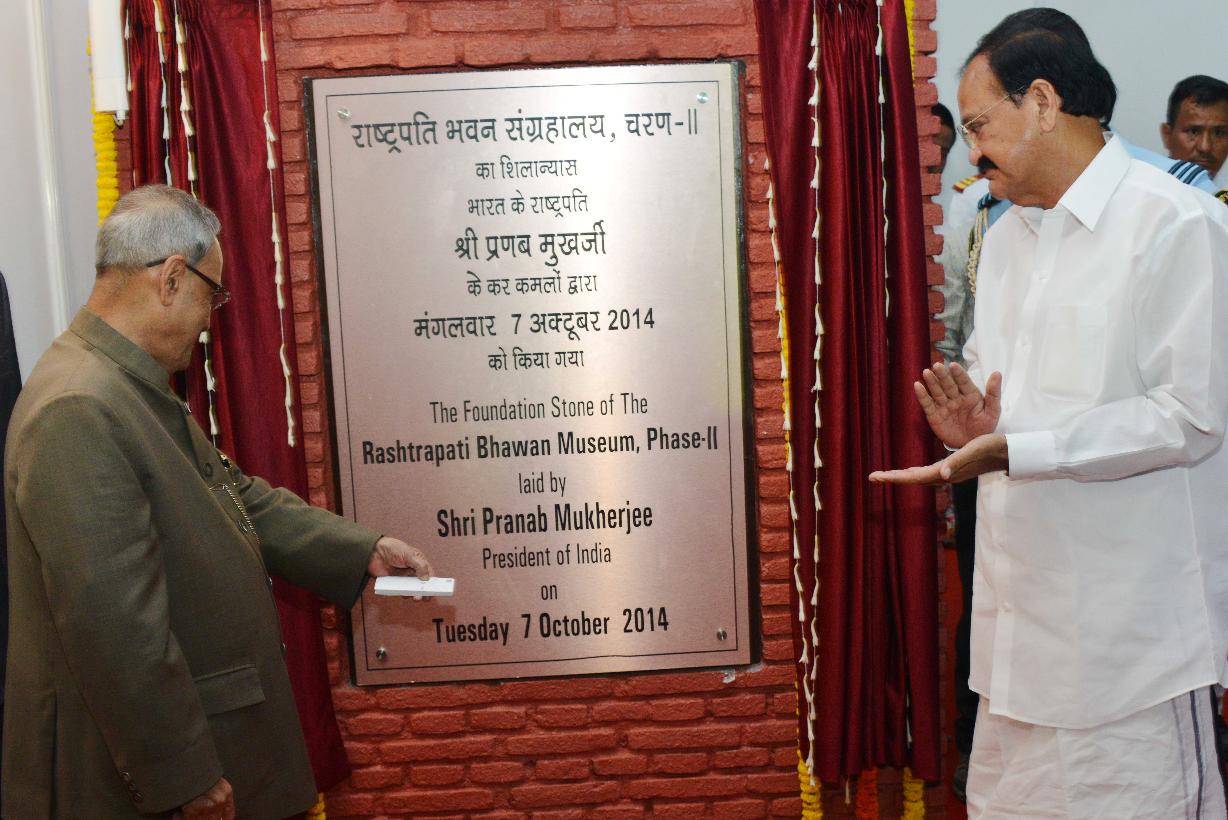 राष्ट्रपति भवन संग्रहालय, चरण-II
का शिलान्यास
भारत के राष्ट्रपति
श्री प्रणब मुखर्जी
के कर कमलों द्वारा
मंगलवार 7 अक्टूबर 2014
को किया गया
The Foundation Stone of The
Rashtrapati Bhawan Museum, Phase-II
laid by
Shri Pranab Mukherjee
President of India
on
Tuesday 7 October 2014